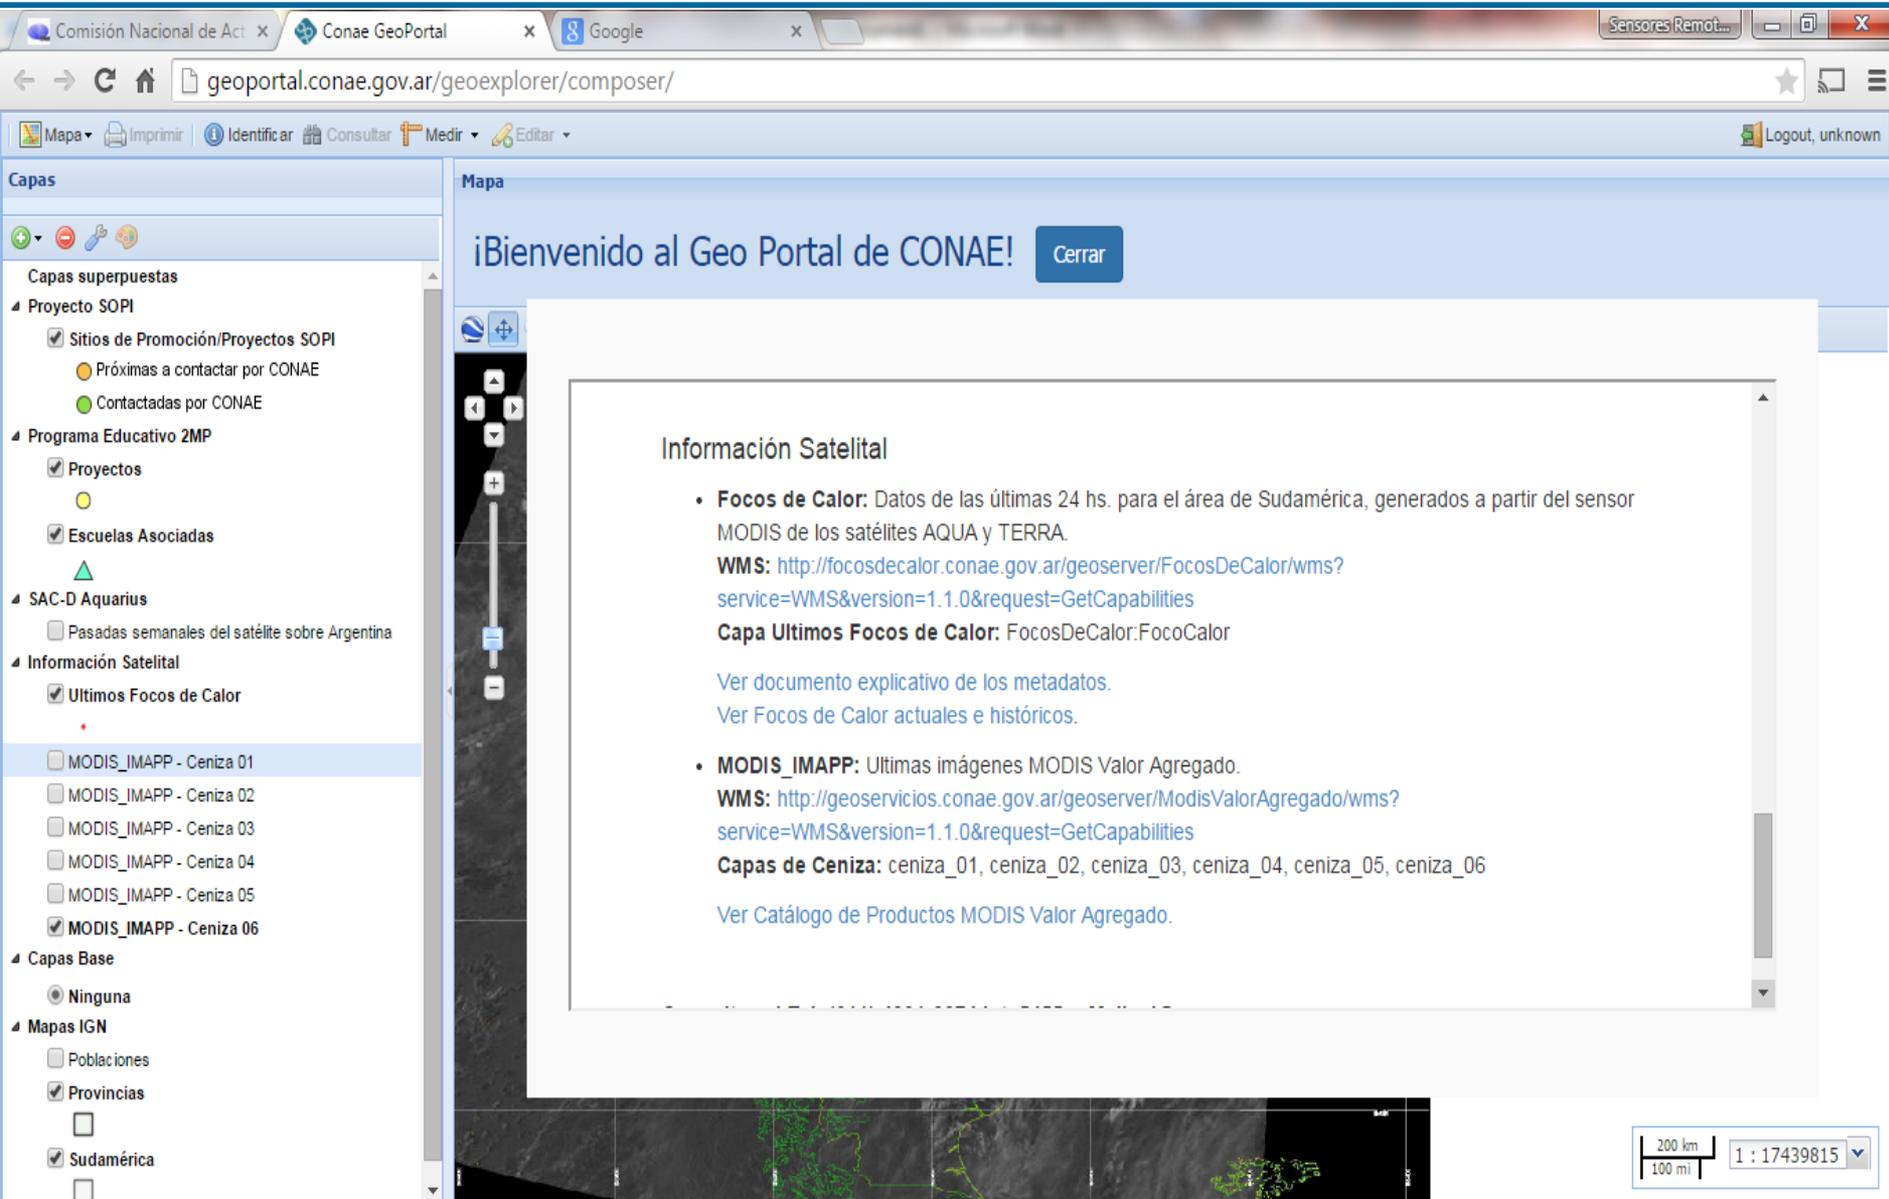 Comisión Nacional de Act
Conae GeoPortal
Google
Sensores Remot...
geoportal.conae.gov.ar/geoexplorer/composer/
Mapa
Imprimir
Identificar
Consultar
Medir
Editar
Logout, unknown
Capas
Mapa
¡Bienvenido al Geo Portal de CONAE!
Cerrar
Capas superpuestas
Proyecto SOPI
Sitios de Promoción/Proyectos SOPI
Próximas a contactar por CONAE
Contactadas por CONAE
Programa Educativo 2MP
Proyectos
Escuelas Asociadas
SAC-D Aquarius
Pasadas semanales del satélite sobre Argentina
Información Satelital
Ultimos Focos de Calor
MODIS_IMAPP - Ceniza 01
MODIS_IMAPP - Ceniza 02
MODIS_IMAPP - Ceniza 03
MODIS_IMAPP - Ceniza 04
MODIS_IMAPP - Ceniza 05
MODIS_IMAPP - Ceniza 06
Capas Base
Ninguna
Mapas IGN
Poblaciones
Provincias
Sudamérica
Información Satelital
• Focos de Calor: Datos de las últimas 24 hs. para el área de Sudamérica, generados a partir del sensor
MODIS de los satélites AQUA y TERRA.
WMS: http://focosdecalor.conae.gov.ar/geoserver/FocosDeCalor/wms?
service=WMS&version=1.1.0&request=GetCapabilities
Capa Ultimos Focos de Calor: FocosDeCalor:FocoCalor
Ver documento explicativo de los metadatos.
Ver Focos de Calor actuales e históricos.
• MODIS_IMAPP: Ultimas imágenes MODIS Valor Agregado.
WMS: http://geoservicios.conae.gov.ar/geoserver/ModisValorAgregado/wms?
service=WMS&version=1.1.0&request=GetCapabilities
Capas de Ceniza: ceniza_01, ceniza_02, ceniza_03, ceniza_04, ceniza_05, ceniza_06
Ver Catálogo de Productos MODIS Valor Agregado.
200 km
100 mi
1 : 17439815